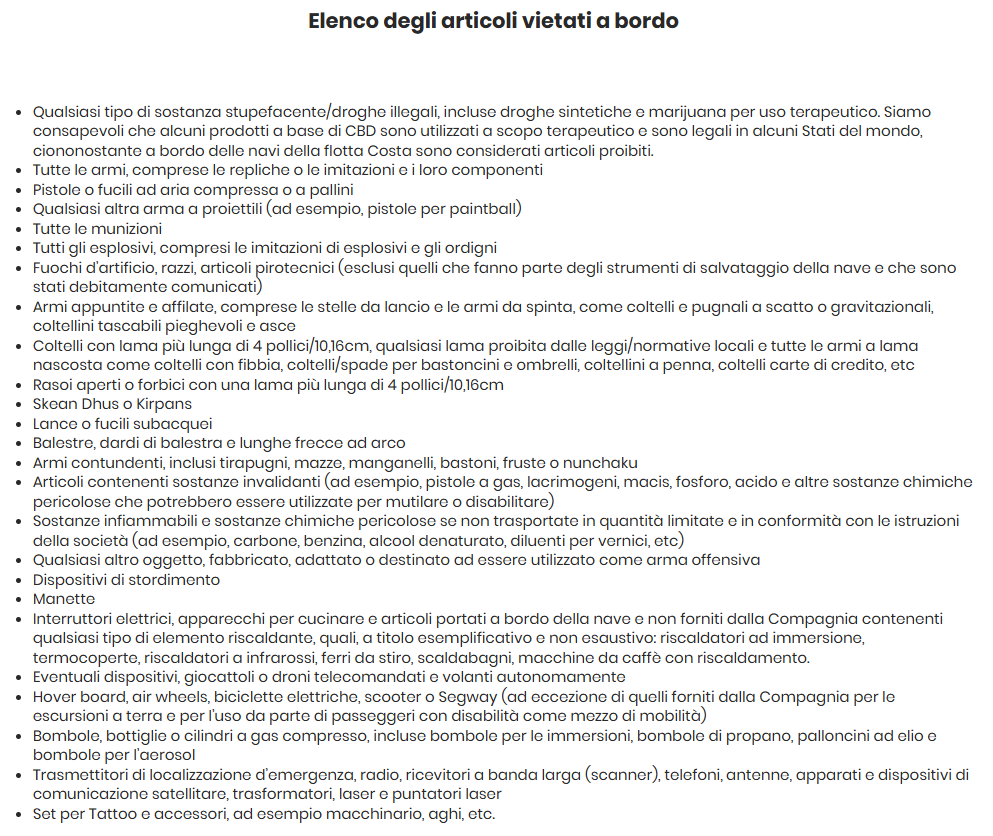 Elenco degli articoli vietati a bordo
• Qualsiasi tipo di sostanza stupefacente/droghe illegali, incluse droghe sintetiche e marijuana per uso terapeutico. Siamo
consapevoli che alcuni prodotti a base di CBD sono utilizzati a scopo terapeutico e sono legali in alcuni Stati del mondo,
ciononostante a bordo delle navi della flotta Costa sono considerati articoli proibiti.
• Tutte le armi, comprese le repliche o le imitazioni e i loro componenti
• Pistole o fucili ad aria compressa o a pallini
• Qualsiasi altra arma a proiettili (ad esempio, pistole per paintball)
• Tutte le munizioni
• Tutti gli esplosivi, compresi le imitazioni di esplosivi e gli ordigni
• Fuochi d'artificio, razzi, articoli pirotecnici (esclusi quelli che fanno parte degli strumenti di salvataggio della nave e che sono
stati debitamente comunicati)
• Armi appuntite e affilate, comprese le stelle da lancio e le armi da spinta, come coltelli e pugnali a scatto o gravitazionali,
coltellini tascabili pieghevoli e asce
• Coltelli con lama più lunga di 4 pollici/10,16cm, qualsiasi lama proibita dalle leggi/normative locali e tutte le armi a lama
nascosta come coltelli con fibbia, coltelli/spade per bastoncini e ombrelli, coltellini a penna, coltelli carte di credito, etc
• Rasoi aperti o forbici con una lama più lunga di 4 pollici/10,16cm
• Skean Dhus o Kirpans
• Lance o fucili subacquei
• Balestre, dardi di balestra e lunghe frecce ad arco
• Armi contundenti, inclusi tirapugni, mazze, manganelli, bastoni, fruste o nunchaku
• Articoli contenenti sostanze invalidanti (ad esempio, pistole a gas, lacrimogeni, macis, fosforo, acido e altre sostanze chimiche
pericolose che potrebbero essere utilizzate per mutilare o disabilitare)
• Sostanze infiammabili e sostanze chimiche pericolose se non trasportate in quantità limitate e in conformità con le istruzioni
della società (ad esempio, carbone, benzina, alcool denaturato, diluenti per vernici, etc)
• Qualsiasi altro oggetto, fabbricato, adattato o destinato ad essere utilizzato come arma offensiva
• Dispositivi di stordimento
• Manette
• Interruttori elettrici, apparecchi per cucinare e articoli portati a bordo della nave e non forniti dalla Compagnia contenenti
qualsiasi tipo di elemento riscaldante, quali, a titolo esemplificativo e non esaustivo: riscaldatori ad immersione,
termocoperte, riscaldatori a infrarossi, ferri da stiro, scaldabagni, macchine da caffè con riscaldamento.
• Eventuali dispositivi, giocattoli o droni telecomandati e volanti autonomamente
• Hover board, air wheels, biciclette elettriche, scooter o Segway (ad eccezione di quelli forniti dalla Compagnia per le
escursioni a terra e per l'uso da parte di passeggeri con disabilità come mezzo di mobilità)
• Bombole, bottiglie o cilindri a gas compresso, incluse bombole per le immersioni, bombole di propano, palloncini ad elio e
bombole per l'aerosol
• Trasmettitori di localizzazione d'emergenza, radio, ricevitori a banda larga (scanner), telefoni, antenne, apparati e dispositivi di
comunicazione satellitare, trasformatori, laser e puntatori laser
• Set per Tattoo e accessori, ad esempio macchinario, aghi, etc.